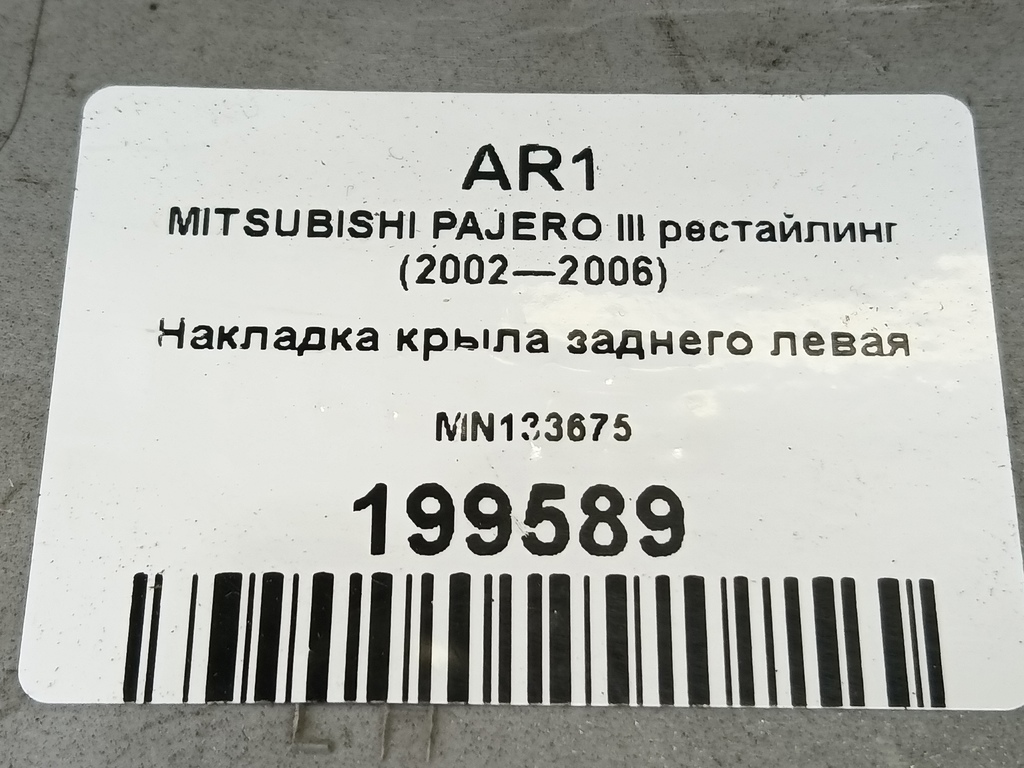 AR1
MITSUBISHI PAJERO III рестайлинг
(2002—2006)
Накладка крыла заднего левая
MN133675
199589